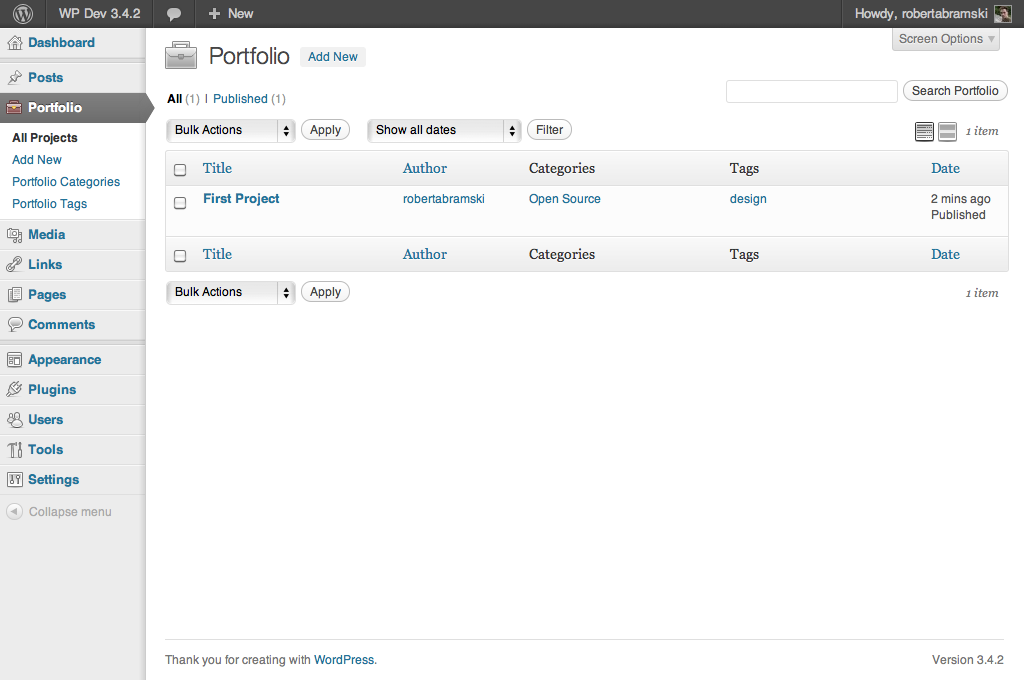 WP Dev 3.4.2
New
Howdy, robertabramski
Dashboard
Posts
Portfolio
All Projects
Add New
Portfolio Categories
Portfolio Tags
Media
Links
Pages
Comments
Appearance
Plugins
Users
Tools
Settings
Collapse menu
Screen Options
Portfolio Add New
All (1) | Published (1)
Search Portfolio
Bulk Actions Apply Show all dates Filter 1 item
Title Author Categories Tags Date
First Project robertabramski Open Source design 2 mins ago
Published
Title Author Categories Tags Date
Bulk Actions Apply 1 item
Thank you for creating with WordPress. Version 3.4.2